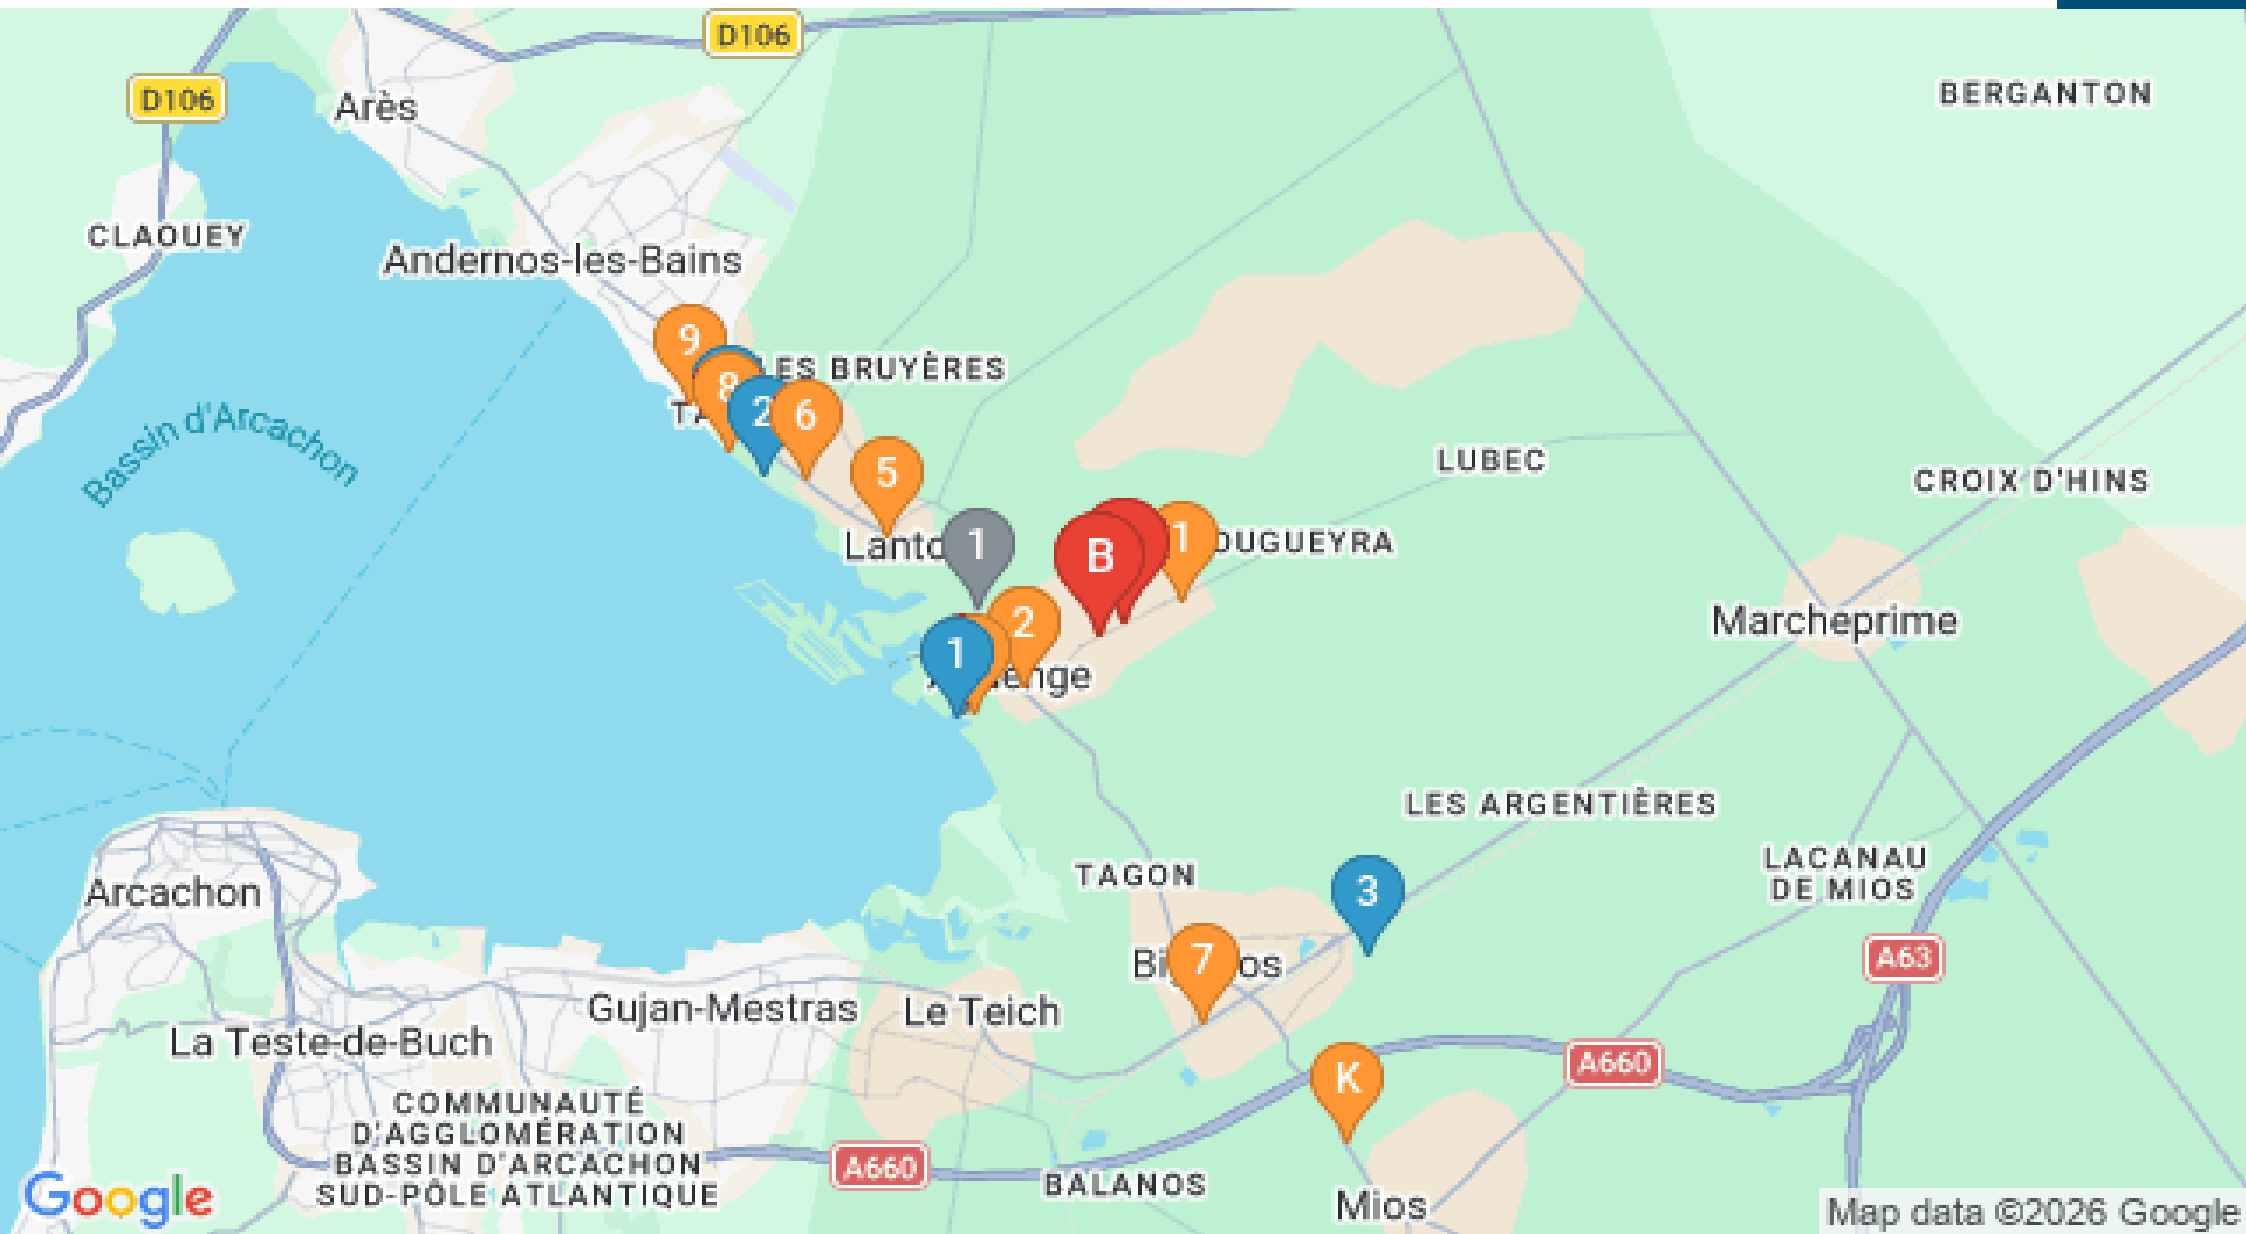 D106
D106
BERGANTON
Arès
CLAOUEY
Andernos-les-Bains
9
ES BRUYÈRES
8
2
6
Bassin d'Arcachon
LUBEC
5
CROIX D'HINS
Lanto
1
B
1
OUGUEYRA
2
Marcheprime
1
enge
LES ARGENTIÈRES
LACANAU
DE MIOS
TAGON
3
Arcachon
A63
7
Gujan-Mestras
Le Teich
La Teste-de-Buch
A660
K
COMMUNAUTÉ
D'AGGLOMÉRATION
BASSIN D'ARCACHON
SUD-PÔLE ATLANTIQUE
A660
BALANOS
Mios
Google
Map data ©2026 Google